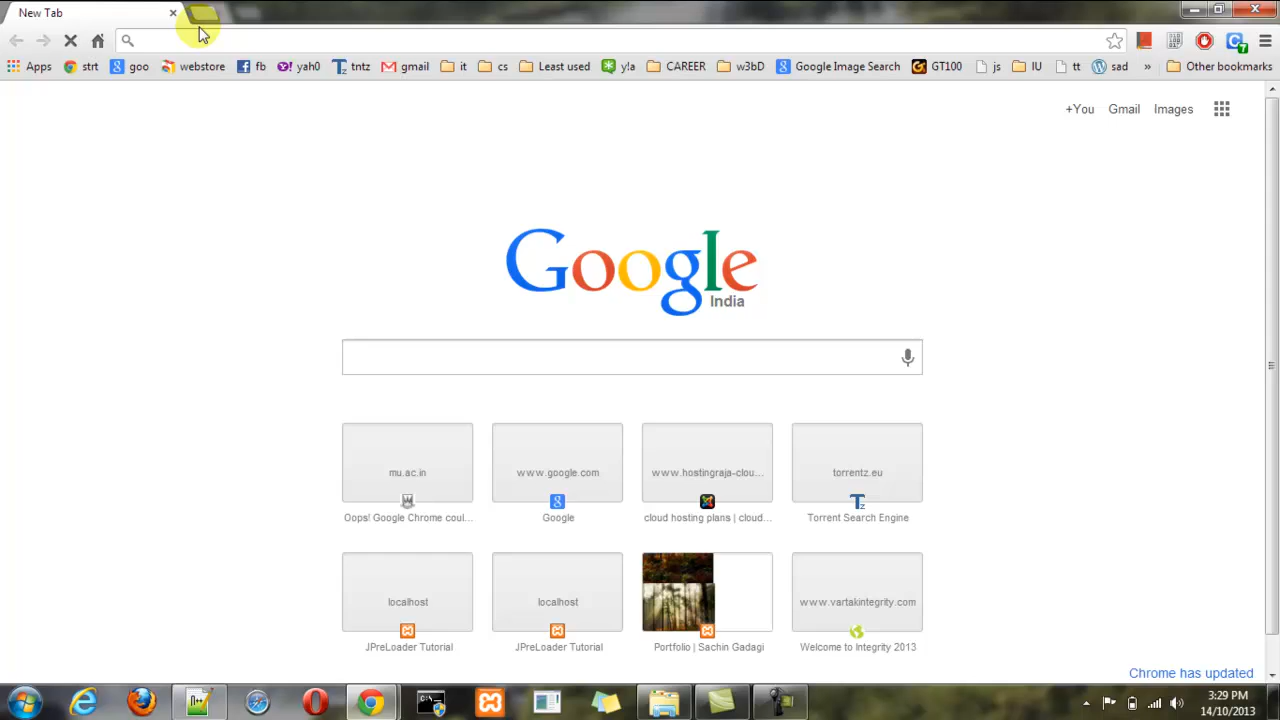 New Tab
Apps strt goo webstore fb yah0 tntz gmail it cs Least used y!a CAREER w3bD Google Image Search GT100 js IU tt sad » Other bookmarks
+You Gmail Images
Google
India
mu.ac.in www.google.com www.hostingraja-clou... torrentz.eu
Oops! Google Chrome coul... Google cloud hosting plans | cloud... Torrent Search Engine
localhost localhost www.vartakintegrity.com
JPreLoader Tutorial JPreLoader Tutorial Portfolio | Sachin Gadagi Welcome to Integrity 2013
Chrome has updated
3:29 PM
14/10/2013